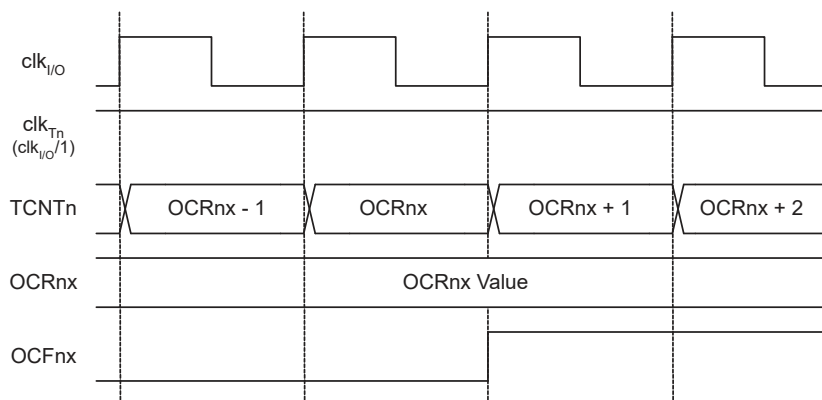 clkI/O
clkTn
(clkI/O/1)
TCNTn OCRnx - 1 OCRnx OCRnx + 1 OCRnx + 2
OCRnx OCRnx Value
OCFnx